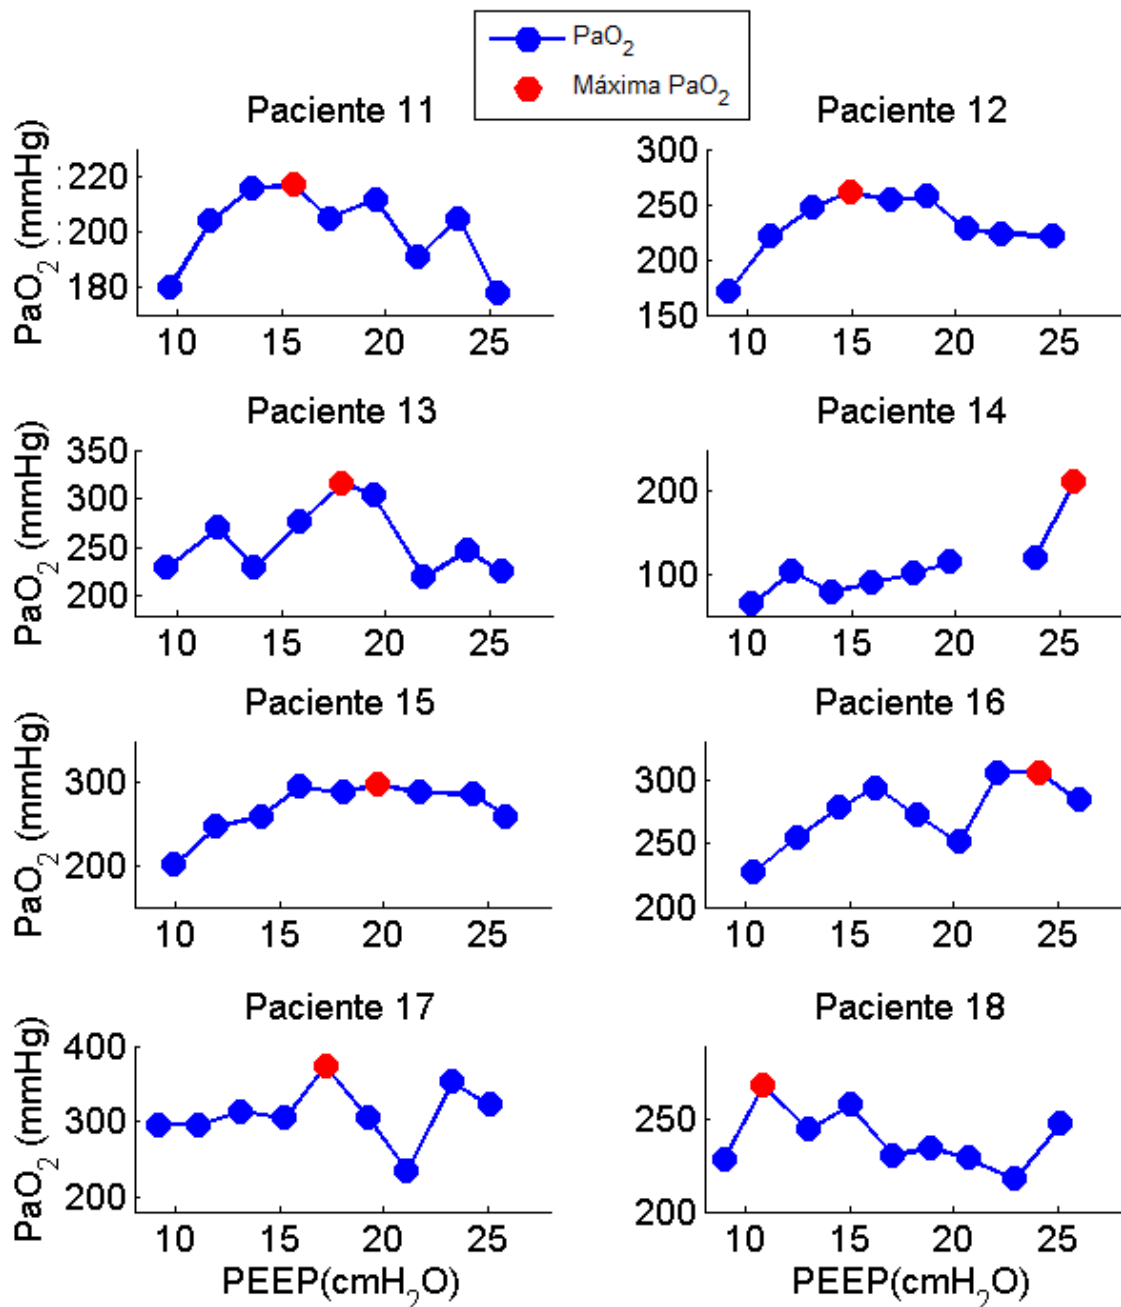 PaO2
Máxima PaO2
Paciente 11
Paciente 12
PaO2 (mmHg)
220
200
180
10 15 20 25
300
250
200
150
10 15 20 25
Paciente 13
Paciente 14
PaO2 (mmHg)
350
300
250
200
10 15 20 25
200
100
10 15 20 25
Paciente 15
Paciente 16
PaO2 (mmHg)
300
200
10 15 20 25
300
250
200
10 15 20 25
Paciente 17
Paciente 18
PaO2 (mmHg)
400
300
200
10 15 20 25
PEEP(cmH2O)
250
200
10 15 20 25
PEEP(cmH2O)